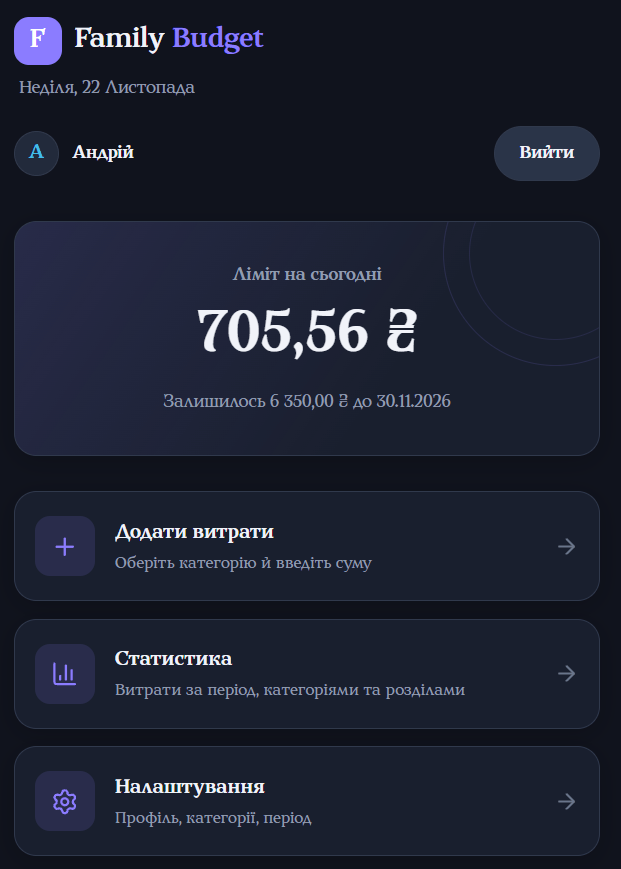 F Family Budget
Неділя, 22 Листопада
А Андрій
Вийти
Ліміт на сьогодні
705,56 ₴
Залишилось 6 350,00 ₴ до 30.11.2026
Додати витрати
Оберіть категорію й введіть суму
Статистика
Витрати за період, категоріями та розділами
Налаштування
Профіль, категорії, період